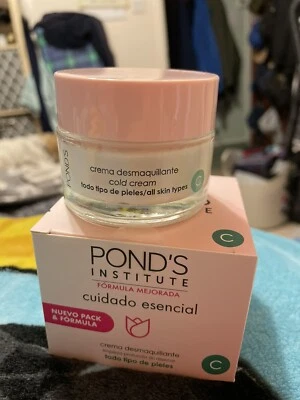 POND'S
crema desmaquillante
cold cream
todo tipo de pieles/all skin types
C
POND'S
INSTITUTE
FÓRMULA MEJORADA
cuidado esencial
NUEVO PACK
& FÓRMULA
crema desmaquillante
todo tipo de pieles
C
C